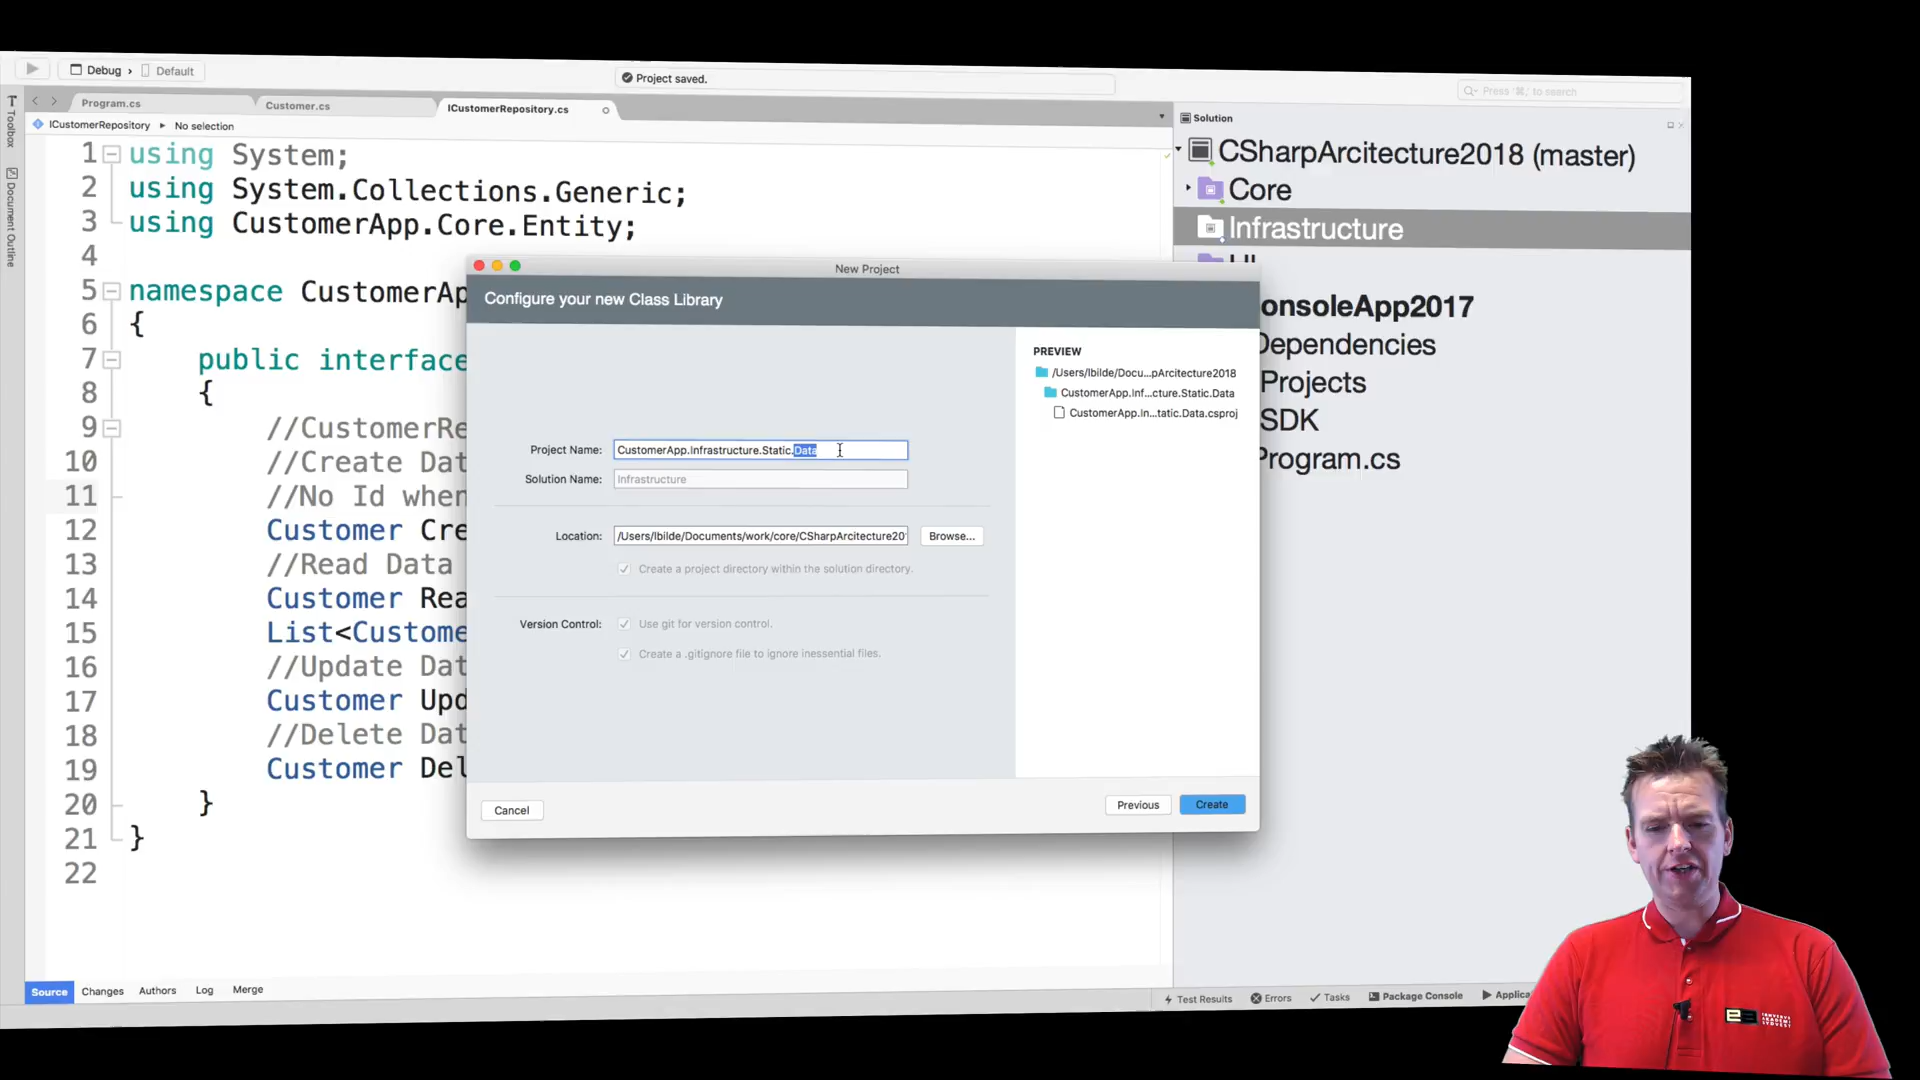 Debug › Default
Project saved.
Press '⌘.' to search
Program.cs
Customer.cs
ICustomerRepository.cs
ICustomerRepository ▸ No selection
Toolbox
Document Outline
1 using System;
2 using System.Collections.Generic;
3 using CustomerApp.Core.Entity;
4
5 namespace CustomerAp
6 {
7 public interface
8 {
9 //CustomerRe
10 //Create Dat
11 //No Id when
12 Customer Cre
13 //Read Data
14 Customer Rea
15 List<Custome
16 //Update Dat
17 Customer Upd
18 //Delete Dat
19 Customer Del
20 }
21 }
22
New Project
Configure your new Class Library
Project Name: CustomerApp.Infrastructure.Static.Data
Solution Name: Infrastructure
Location: /Users/lbilde/Documents/work/core/CSharpArcitecture20
Browse...
Create a project directory within the solution directory.
Version Control: Use git for version control.
Create a .gitignore file to ignore inessential files.
PREVIEW
/Users/lbilde/Docu...pArcitecture2018
CustomerApp.Inf...cture.Static.Data
CustomerApp.In...tatic.Data.csproj
Cancel
Previous
Create
Solution
CSharpArcitecture2018 (master)
Core
Infrastructure
UI
onsoleApp2017
Dependencies
Projects
SDK
Program.cs
Source Changes Authors Log Merge
Test Results Errors Tasks Package Console Applica